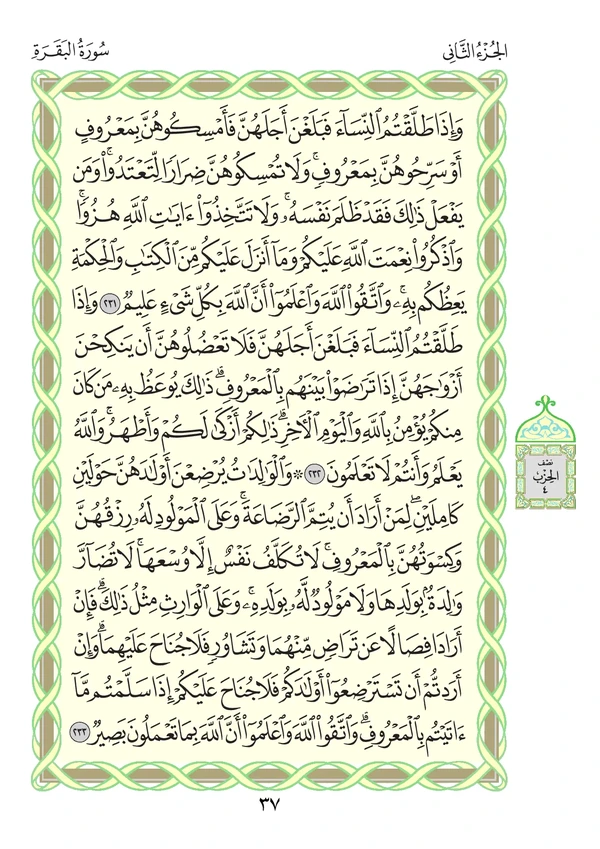 الجُزْءُ الثَّانِي
سُورَةُ البَقَرَةِ
وَإِذَا طَلَّقْتُمُ ٱلنِّسَآءَ فَبَلَغْنَ أَجَلَهُنَّ فَأَمْسِكُوهُنَّ بِمَعْرُوفٍ
أَوْ سَرِّحُوهُنَّ بِمَعْرُوفٖۚ وَلَا تُمْسِكُوهُنَّ ضِرَارٗا لِّتَعْتَدُواْۚ وَمَن
يَفْعَلْ ذَٰلِكَ فَقَدْ ظَلَمَ نَفْسَهُۥۚ وَلَا تَتَّخِذُوٓاْ ءَايَٰتِ ٱللَّهِ هُزُوٗاۚ
وَٱذْكُرُواْ نِعْمَتَ ٱللَّهِ عَلَيْكُمْ وَمَآ أَنزَلَ عَلَيْكُم مِّنَ ٱلْكِتَٰبِ وَٱلْحِكْمَةِ
يَعِظُكُم بِهِۦۚ وَٱتَّقُواْ ٱللَّهَ وَٱعْلَمُوٓاْ أَنَّ ٱللَّهَ بِكُلِّ شَيْءٍ عَلِيمٞ ٢٣١ وَإِذَا
طَلَّقْتُمُ ٱلنِّسَآءَ فَبَلَغْنَ أَجَلَهُنَّ فَلَا تَعْضُلُوهُنَّ أَن يَنكِحْنَ
أَزْوَٰجَهُنَّ إِذَا تَرَٰضَوْاْ بَيْنَهُم بِٱلْمَعْرُوفِۗ ذَٰلِكَ يُوعَظُ بِهِۦ مَن كَانَ
مِنكُمْ يُؤْمِنُ بِٱللَّهِ وَٱلْيَوْمِ ٱلْأٓخِرِۗ ذَٰلِكُمْ أَزْكَىٰ لَكُمْ وَأَطْهَرُۚ وَٱللَّهُ
يَعْلَمُ وَأَنتُمْ لَا تَعْلَمُونَ ٢٣٢ ۞ وَٱلْوَٰلِدَٰتُ يُرْضِعْنَ أَوْلَٰدَهُنَّ حَوْلَيْنِ
كَامِلَيْنِۖ لِمَنْ أَرَادَ أَن يُتِمَّ ٱلرَّضَاعَةَۚ وَعَلَى ٱلْمَوْلُودِ لَهُۥ رِزْقُهُنَّ
وَكِسْوَتُهُنَّ بِٱلْمَعْرُوفِۚ لَا تُكَلَّفُ نَفْسٌ إِلَّا وُسْعَهَاۚ لَا تُضَآرَّ
وَٰلِدَةُۢ بِوَلَدِهَا وَلَا مَوْلُودٞ لَّهُۥ بِوَلَدِهِۦۚ وَعَلَى ٱلْوَارِثِ مِثْلُ ذَٰلِكَۗ فَإِنْ
أَرَادَا فِصَالًا عَن تَرَاضٖ مِّنْهُمَا وَتَشَاوُرٖ فَلَا جُنَاحَ عَلَيْهِمَاۗ وَإِنْ
أَرَدتُّمْ أَن تَسْتَرْضِعُوٓاْ أَوْلَٰدَكُمْ فَلَا جُنَاحَ عَلَيْكُمْ إِذَا سَلَّمْتُم مَّآ
ءَاتَيْتُم بِٱلْمَعْرُوفِۗ وَٱتَّقُواْ ٱللَّهَ وَٱعْلَمُوٓاْ أَنَّ ٱللَّهَ بِمَا تَعْمَلُونَ بَصِيرٞ ٢٣٣
نصف
الحزب
٤
٣٧